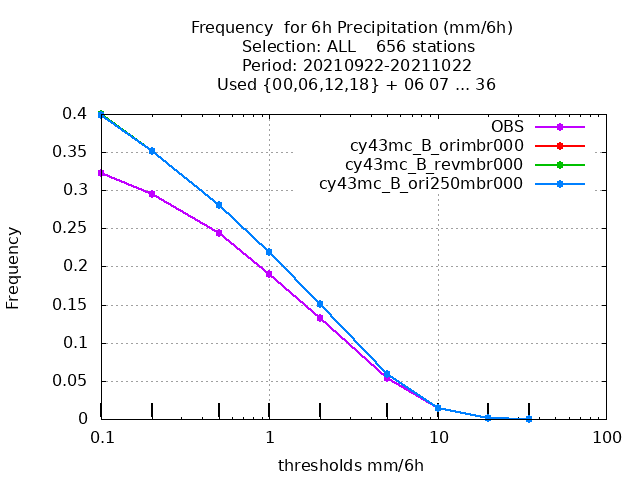 Frequency  for 6h Precipitation (mm/6h)
Selection: ALL    656 stations
Period: 20210922-20211022
Used {00,06,12,18} + 06 07 ... 36
OBS
cy43mc_B_orimbr000
cy43mc_B_revmbr000
cy43mc_B_ori250mbr000
0.4
0.35
0.3
0.25
0.2
0.15
0.1
0.05
0
Frequency
0.1 1 10 100
thresholds mm/6h